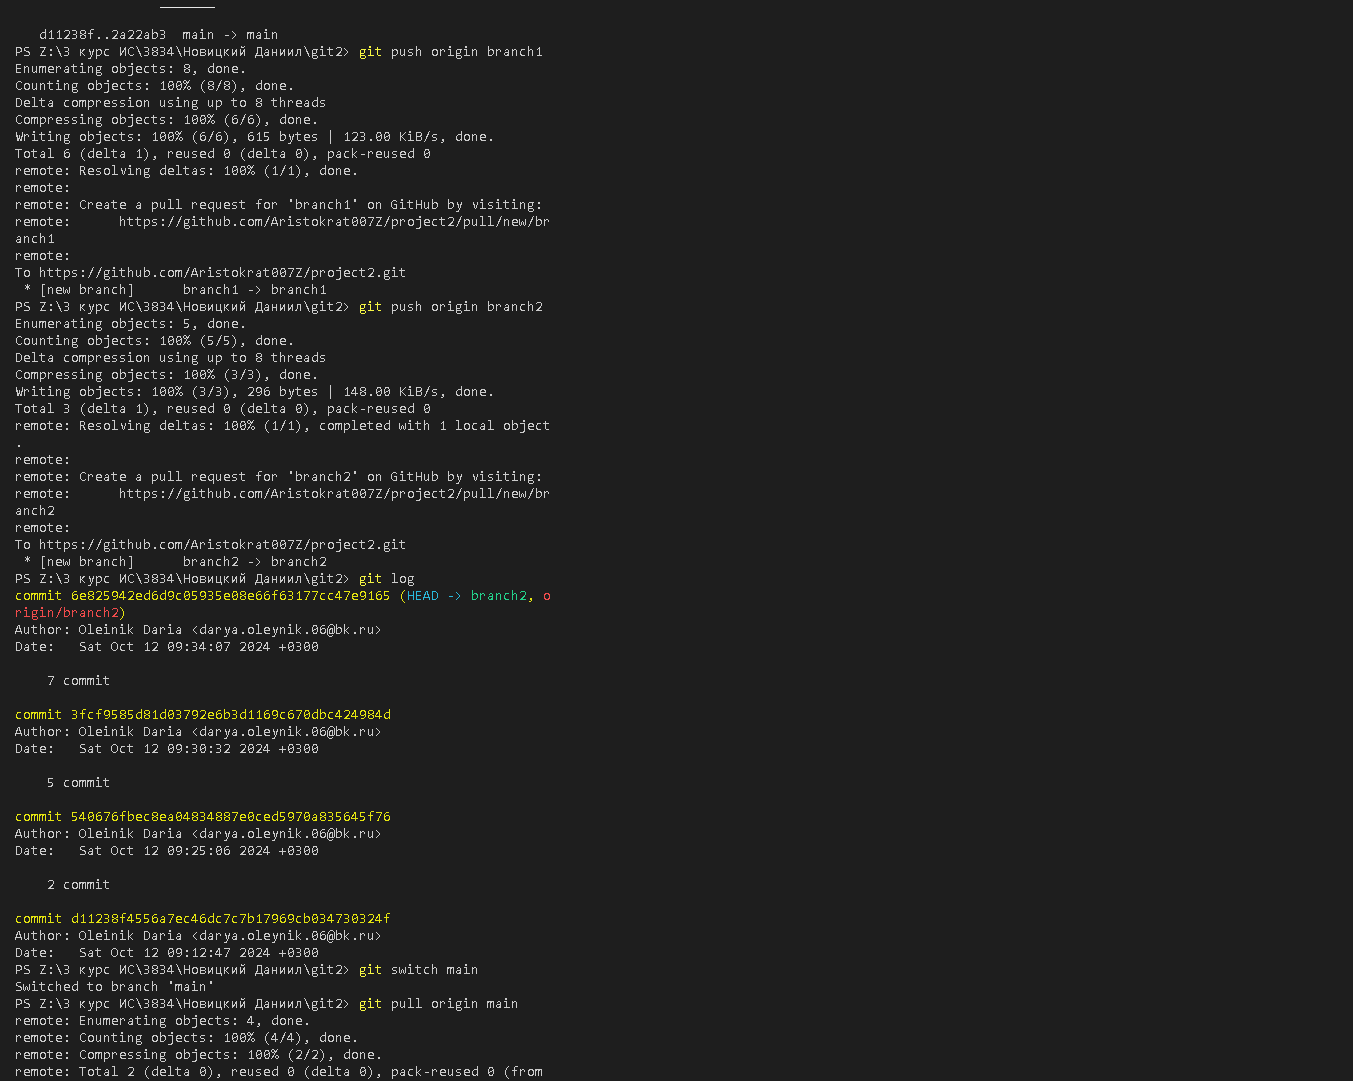 d11238f..2a22ab3  main -> main
PS Z:\3 курс ИС\3834\Новицкий Даниил\git2> git push origin branch1
Enumerating objects: 8, done.
Counting objects: 100% (8/8), done.
Delta compression using up to 8 threads
Compressing objects: 100% (6/6), done.
Writing objects: 100% (6/6), 615 bytes | 123.00 KiB/s, done.
Total 6 (delta 1), reused 0 (delta 0), pack-reused 0
remote: Resolving deltas: 100% (1/1), done.
remote:
remote: Create a pull request for 'branch1' on GitHub by visiting:
remote:      https://github.com/Aristokrat007Z/project2/pull/new/br
anch1
remote:
To https://github.com/Aristokrat007Z/project2.git
 * [new branch]      branch1 -> branch1
PS Z:\3 курс ИС\3834\Новицкий Даниил\git2> git push origin branch2
Enumerating objects: 5, done.
Counting objects: 100% (5/5), done.
Delta compression using up to 8 threads
Compressing objects: 100% (3/3), done.
Writing objects: 100% (3/3), 296 bytes | 148.00 KiB/s, done.
Total 3 (delta 1), reused 0 (delta 0), pack-reused 0
remote: Resolving deltas: 100% (1/1), completed with 1 local object
.
remote:
remote: Create a pull request for 'branch2' on GitHub by visiting:
remote:      https://github.com/Aristokrat007Z/project2/pull/new/br
anch2
remote:
To https://github.com/Aristokrat007Z/project2.git
 * [new branch]      branch2 -> branch2
PS Z:\3 курс ИС\3834\Новицкий Даниил\git2> git log
commit 6e825942ed6d9c05935e08e66f63177cc47e9165 (HEAD -> branch2, o
rigin/branch2)
Author: Oleinik Daria <darya.oleynik.06@bk.ru>
Date:   Sat Oct 12 09:34:07 2024 +0300
7 commit
commit 3fcf9585d81d03792e6b3d1169c670dbc424984d
Author: Oleinik Daria <darya.oleynik.06@bk.ru>
Date:   Sat Oct 12 09:30:32 2024 +0300
5 commit
commit 540676fbec8ea04834887e0ced5970a835645f76
Author: Oleinik Daria <darya.oleynik.06@bk.ru>
Date:   Sat Oct 12 09:25:06 2024 +0300
2 commit
commit d11238f4556a7ec46dc7c7b17969cb034730324f
Author: Oleinik Daria <darya.oleynik.06@bk.ru>
Date:   Sat Oct 12 09:12:47 2024 +0300
PS Z:\3 курс ИС\3834\Новицкий Даниил\git2> git switch main
Switched to branch 'main'
PS Z:\3 курс ИС\3834\Новицкий Даниил\git2> git pull origin main
remote: Enumerating objects: 4, done.
remote: Counting objects: 100% (4/4), done.
remote: Compressing objects: 100% (2/2), done.
remote: Total 2 (delta 0), reused 0 (delta 0), pack-reused 0 (from